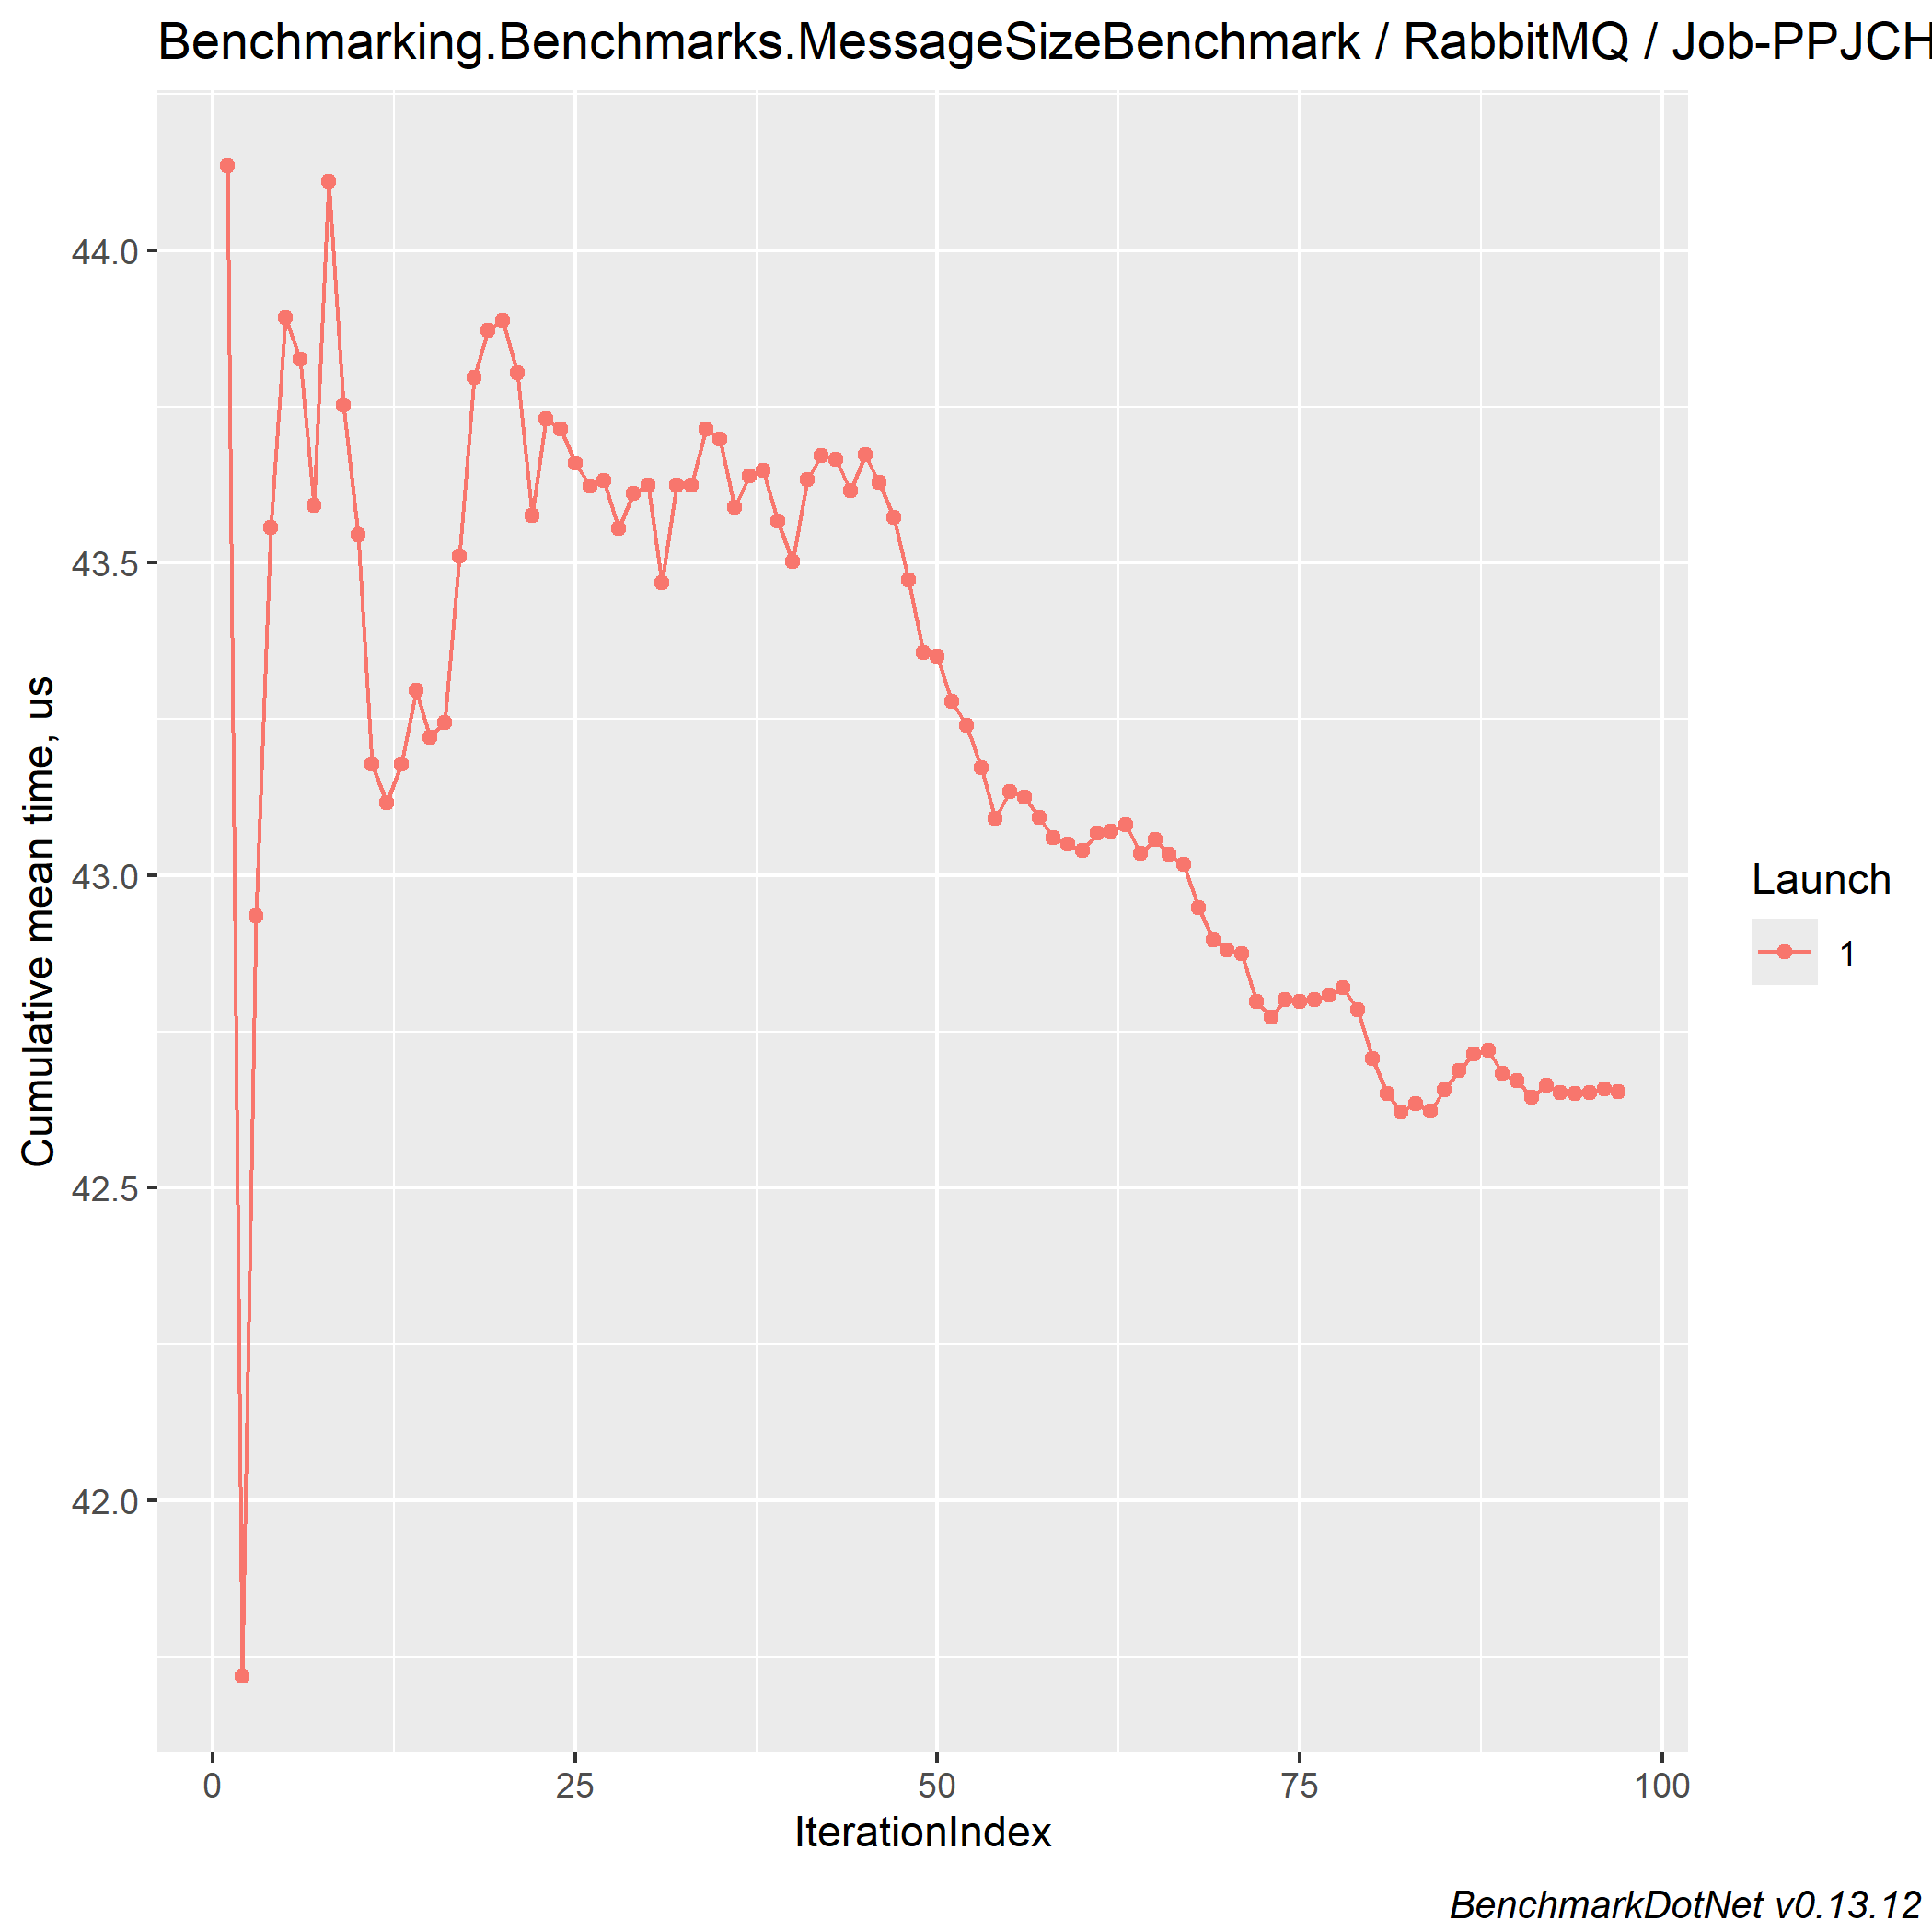 Benchmarking.Benchmarks.MessageSizeBenchmark / RabbitMQ / Job-PPJCH
44.0
43.5
43.0
42.5
42.0
Cumulative mean time, us
0 25 50 75 100
IterationIndex
Launch
1
BenchmarkDotNet v0.13.12